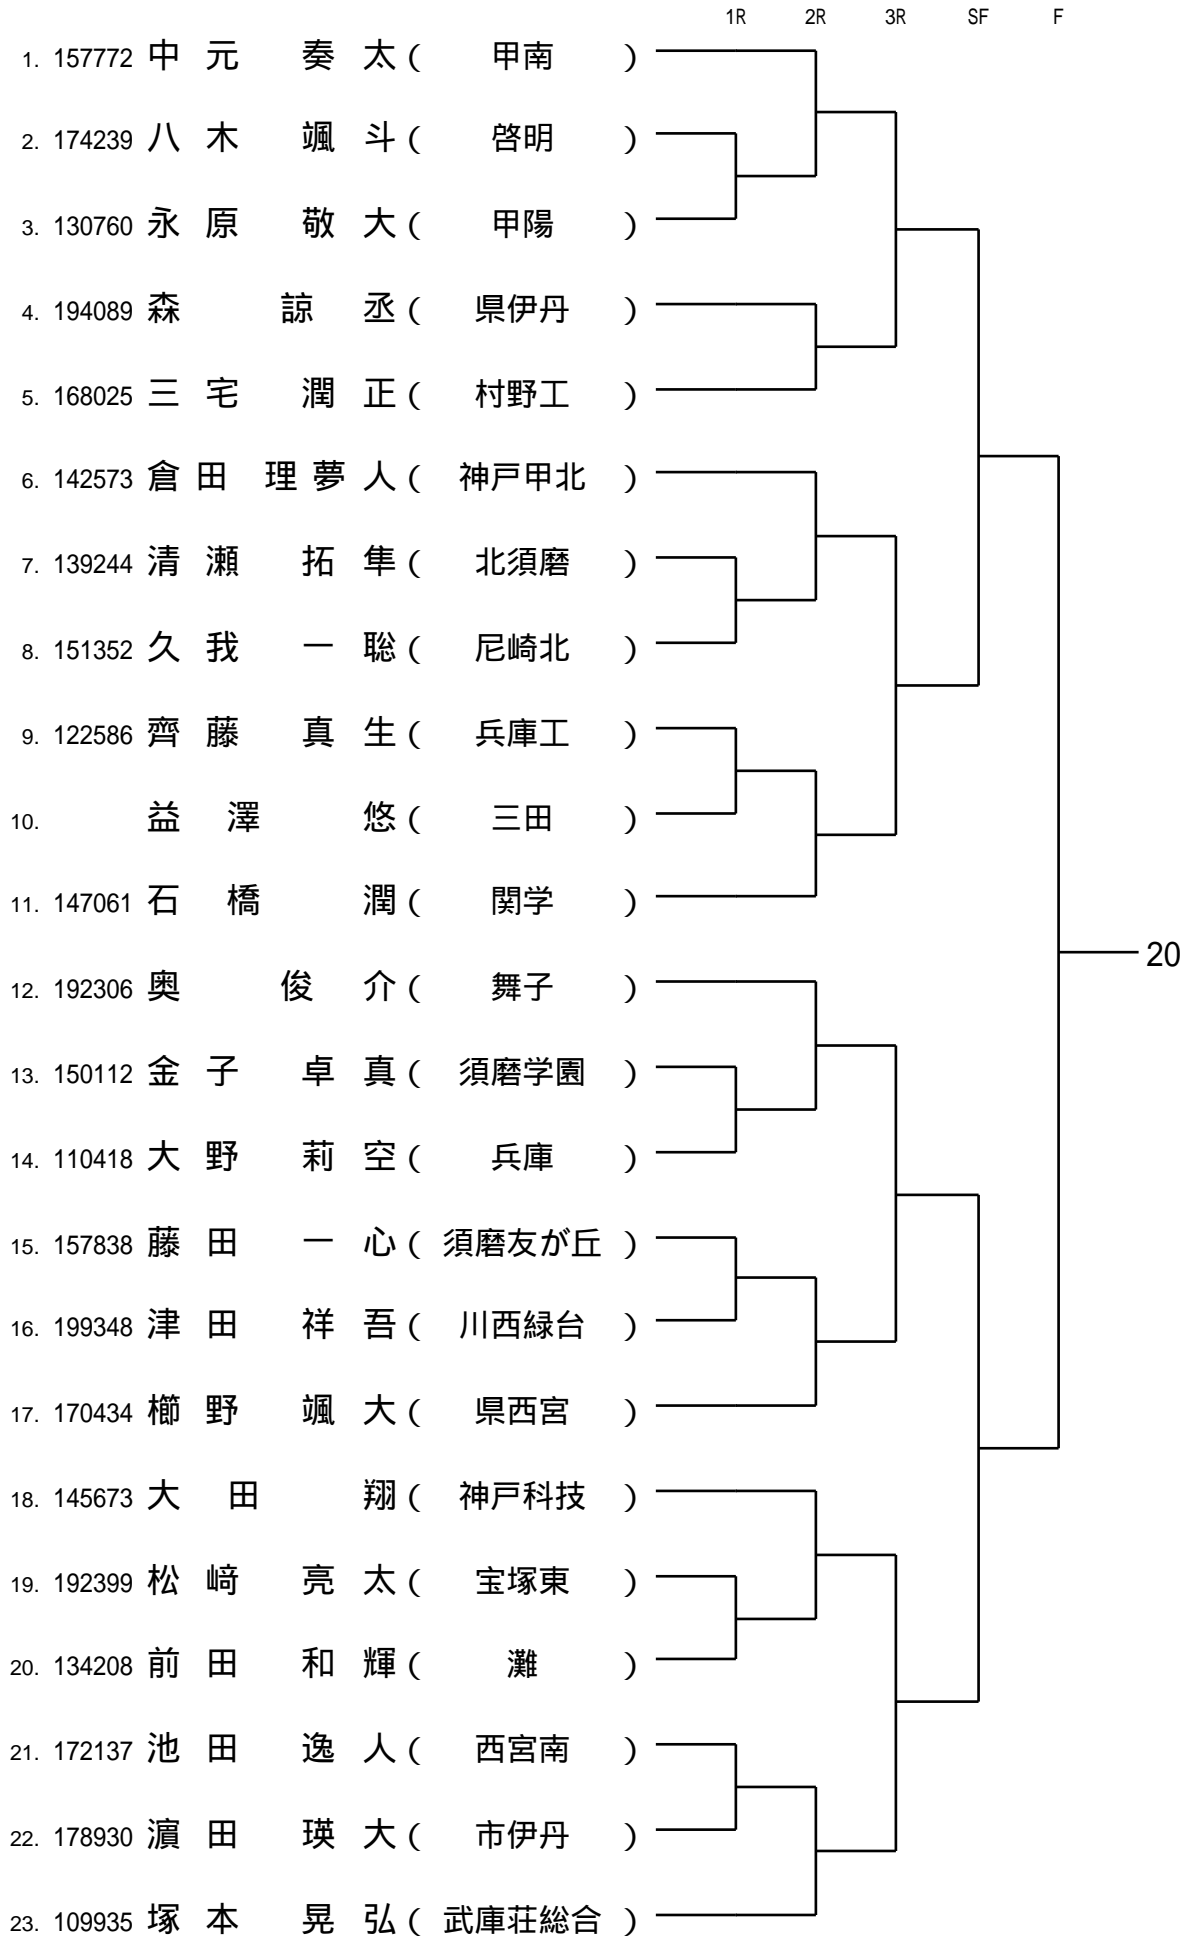 1R 2R 3R SF F
1. 157772 中元 奏太 ( 甲南 )
2. 174239 八木 颯斗 ( 啓明 )
3. 130760 永原 敬大 ( 甲陽 )
4. 194089 森 諒丞 ( 県伊丹 )
5. 168025 三宅 潤正 ( 村野工 )
6. 142573 倉田 理夢人 ( 神戸甲北 )
7. 139244 清瀬 拓隼 ( 北須磨 )
8. 151352 久我 一聡 ( 尼崎北 )
9. 122586 齊藤 真生 ( 兵庫工 )
10. 益澤 悠 ( 三田 )
11. 147061 石橋 潤 ( 関学 )
20
12. 192306 奥 俊介 ( 舞子 )
13. 150112 金子 卓真 ( 須磨学園 )
14. 110418 大野 莉空 ( 兵庫 )
15. 157838 藤田 一心 ( 須磨友が丘 )
16. 199348 津田 祥吾 ( 川西緑台 )
17. 170434 櫛野 颯大 ( 県西宮 )
18. 145673 大田 翔 ( 神戸科技 )
19. 192399 松﨑 亮太 ( 宝塚東 )
20. 134208 前田 和輝 ( 灘 )
21. 172137 池田 逸人 ( 西宮南 )
22. 178930 濵田 瑛大 ( 市伊丹 )
23. 109935 塚本 晃弘 ( 武庫荘総合 )